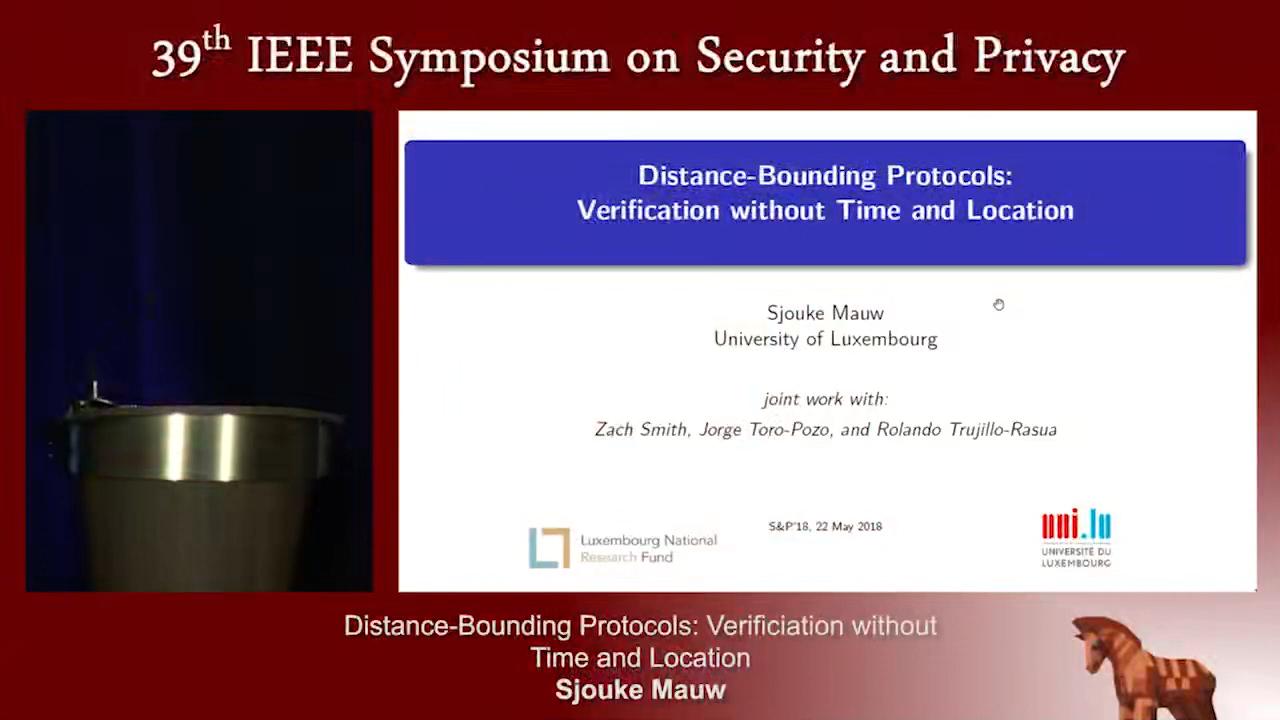 39th IEEE Symposium on Security and Privacy
Distance-Bounding Protocols:
Verification without Time and Location
Sjouke Mauw
University of Luxembourg
joint work with:
Zach Smith, Jorge Toro-Pozo, and Rolando Trujillo-Rasua
S&P'18, 22 May 2018
Luxembourg National
Research Fund
uni.lu
UNIVERSITÉ DU
LUXEMBOURG
Distance-Bounding Protocols: Verificiation without
Time and Location
Sjouke Mauw